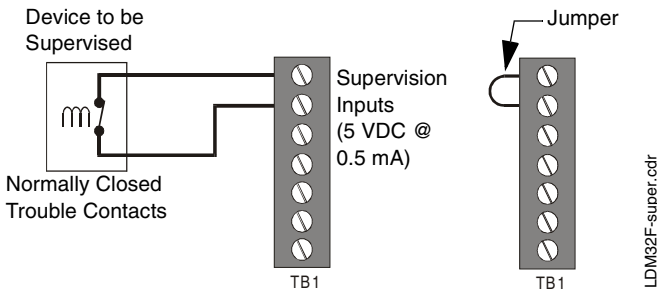 Device to be
Supervised
Normally Closed
Trouble Contacts
Supervision
Inputs
(5 VDC @
0.5 mA)
TB1
Jumper
TB1
LDM32F-super.cdr